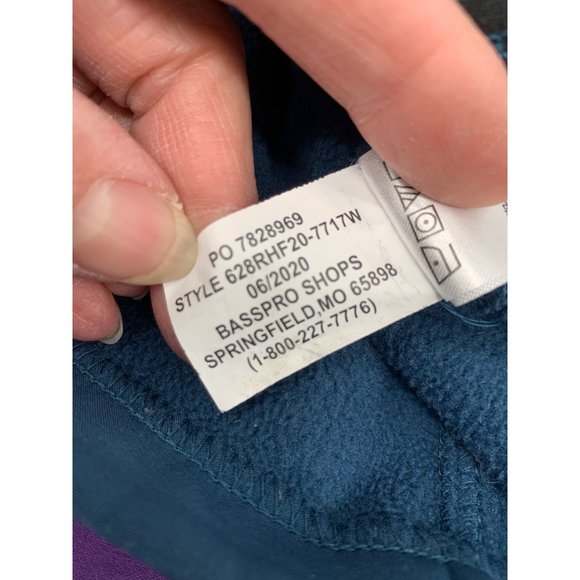 PO 7828969
STYLE 628RHF20-7717W
06/2020
BASSPRO SHOPS
SPRINGFIELD,MO 65898
(1-800-227-7776)